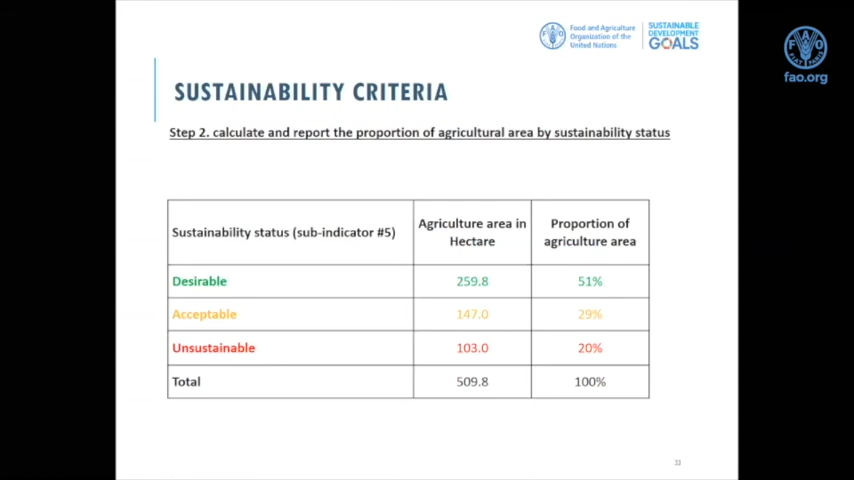 Food and Agriculture
Organization of the
United Nations
SUSTAINABLE
DEVELOPMENT
GOALS
FAO
FIAT PANIS
fao.org
SUSTAINABILITY CRITERIA
Step 2. calculate and report the proportion of agricultural area by sustainability status
Sustainability status (sub-indicator #5)
Agriculture area in
Hectare
Proportion of
agriculture area
Desirable 259.8 51%
Acceptable 147.0 29%
Unsustainable 103.0 20%
Total 509.8 100%